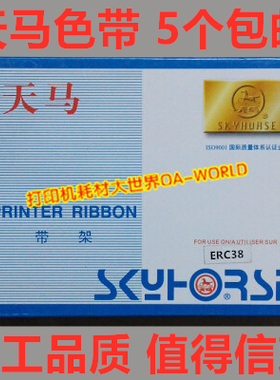 天马色带 5个包邮
天马
SKYHORSE
ISO9001 国际质量体系认证企
打印机耗材大世界OA-WORLD
PRINTER RIBBON
带 架
FOR USE ON/A UTILISER SUR
ERC38
SKYHORSE
工品质 值得信